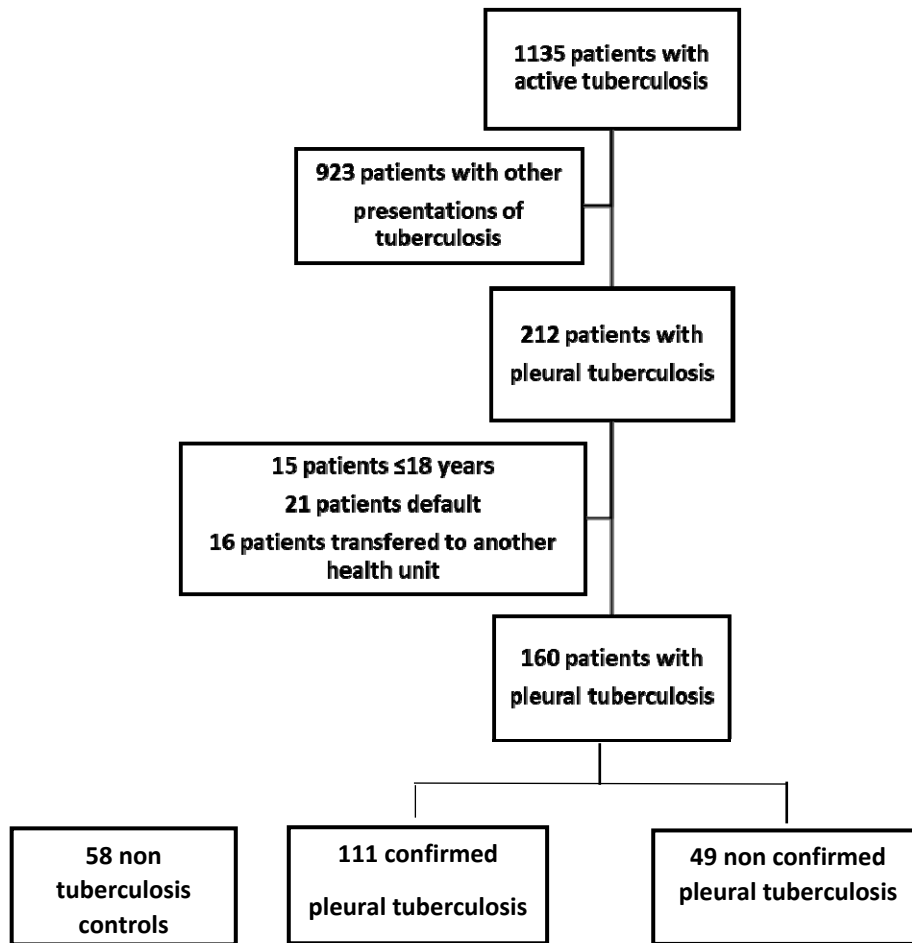 1135 patients with
active tuberculosis
923 patients with other
presentations of
tuberculosis
212 patients with
pleural tuberculosis
15 patients ≤18 years
21 patients default
16 patients transfered to another
health unit
160 patients with
pleural tuberculosis
58 non
tuberculosis
controls
111 confirmed
pleural tuberculosis
49 non confirmed
pleural tuberculosis